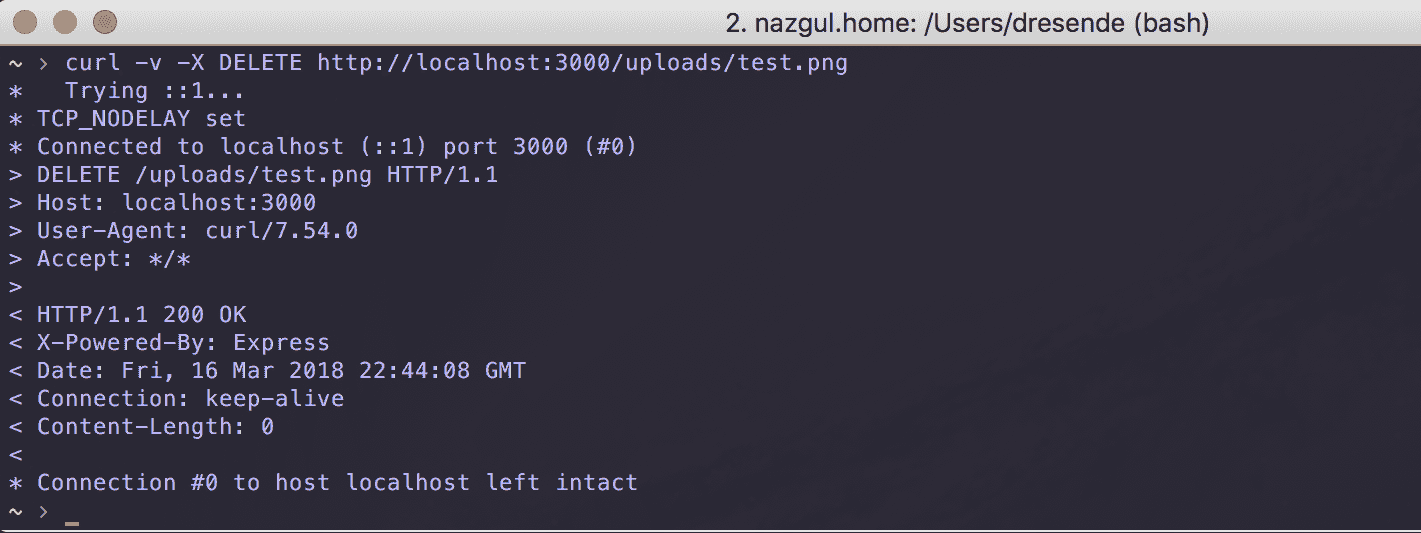 2. nazgul.home: /Users/dresende (bash)
~ › curl -v -X DELETE http://localhost:3000/uploads/test.png
*   Trying ::1...
* TCP_NODELAY set
* Connected to localhost (::1) port 3000 (#0)
> DELETE /uploads/test.png HTTP/1.1
> Host: localhost:3000
> User-Agent: curl/7.54.0
> Accept: */*
>
< HTTP/1.1 200 OK
< X-Powered-By: Express
< Date: Fri, 16 Mar 2018 22:44:08 GMT
< Connection: keep-alive
< Content-Length: 0
<
* Connection #0 to host localhost left intact
~ › _